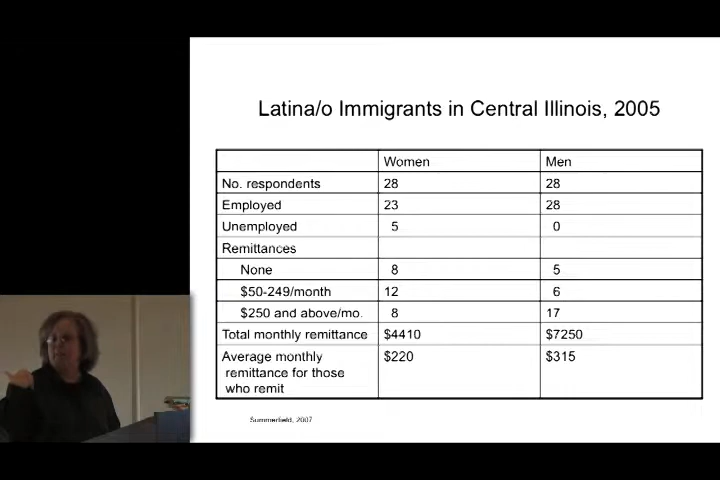 Latina/o Immigrants in Central Illinois, 2005
Women Men
No. respondents 28 28
Employed 23 28
Unemployed 5 0
Remittances
None 8 5
$50-249/month 12 6
$250 and above/mo. 8 17
Total monthly remittance $4410 $7250
Average monthly $220 $315
remittance for those
who remit
Summerfield, 2007